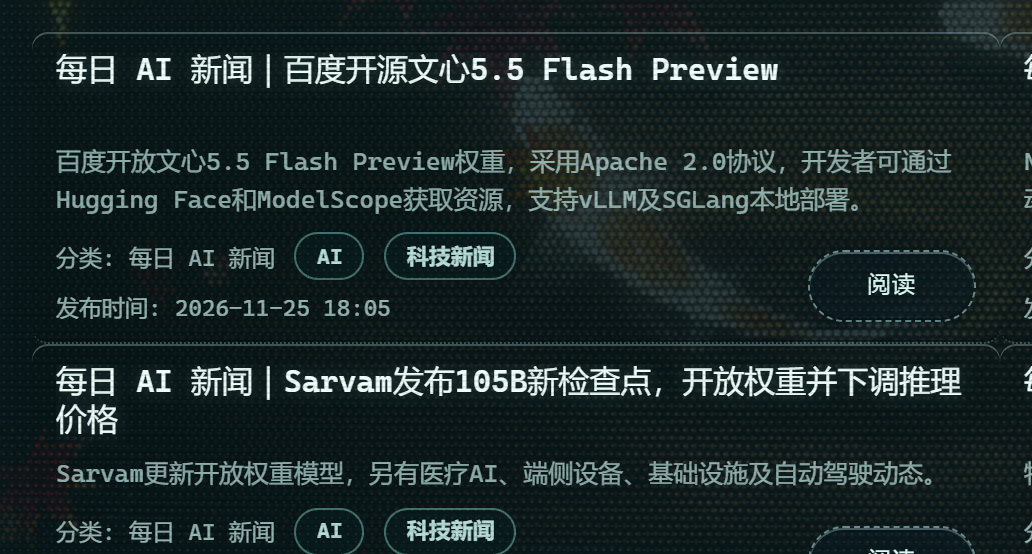 每日 AI 新闻｜百度开源文心5.5 Flash Preview
百度开放文心5.5 Flash Preview权重，采用Apache 2.0协议，开发者可通过
Hugging Face和ModelScope获取资源，支持vLLM及SGLang本地部署。
分类：每日 AI 新闻 AI 科技新闻
阅读
发布时间：2026-11-25 18:05
每日 AI 新闻｜Sarvam发布105B新检查点，开放权重并下调推理
价格
Sarvam更新开放权重模型，另有医疗AI、端侧设备、基础设施及自动驾驶动态。
分类：每日 AI 新闻 AI 科技新闻